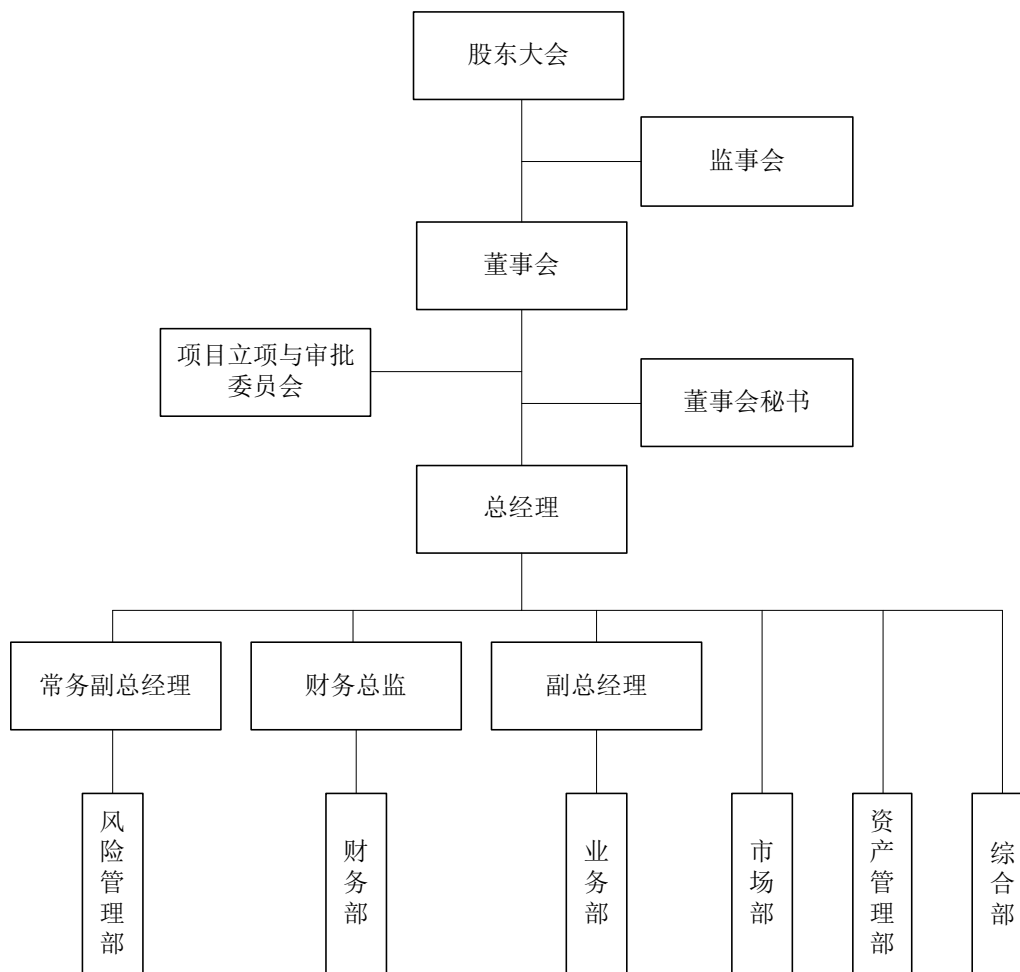 股东大会
监事会
董事会
项目立项与审批
委员会
董事会秘书
总经理
常务副总经理
财务总监
副总经理
风险管理部
财务部
业务部
市场部
资产管理部
综合部